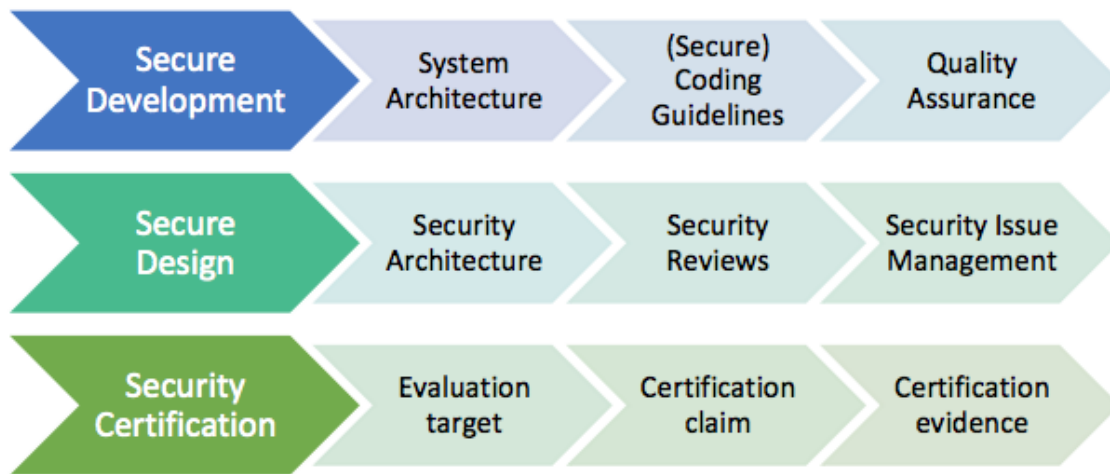 Secure
Development
System
Architecture
(Secure)
Coding
Guidelines
Quality
Assurance
Secure
Design
Security
Architecture
Security
Reviews
Security Issue
Management
Security
Certification
Evaluation
target
Certification
claim
Certification
evidence